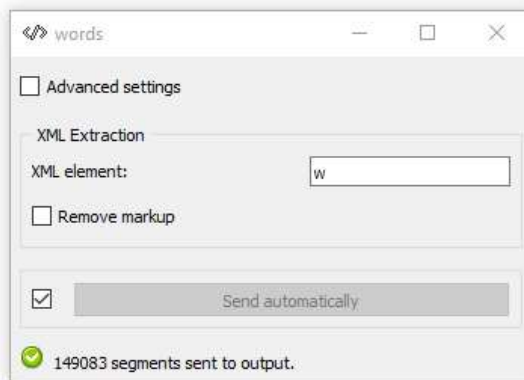 words
Advanced settings
XML Extraction
XML element: w
Remove markup
Send automatically
149083 segments sent to output.